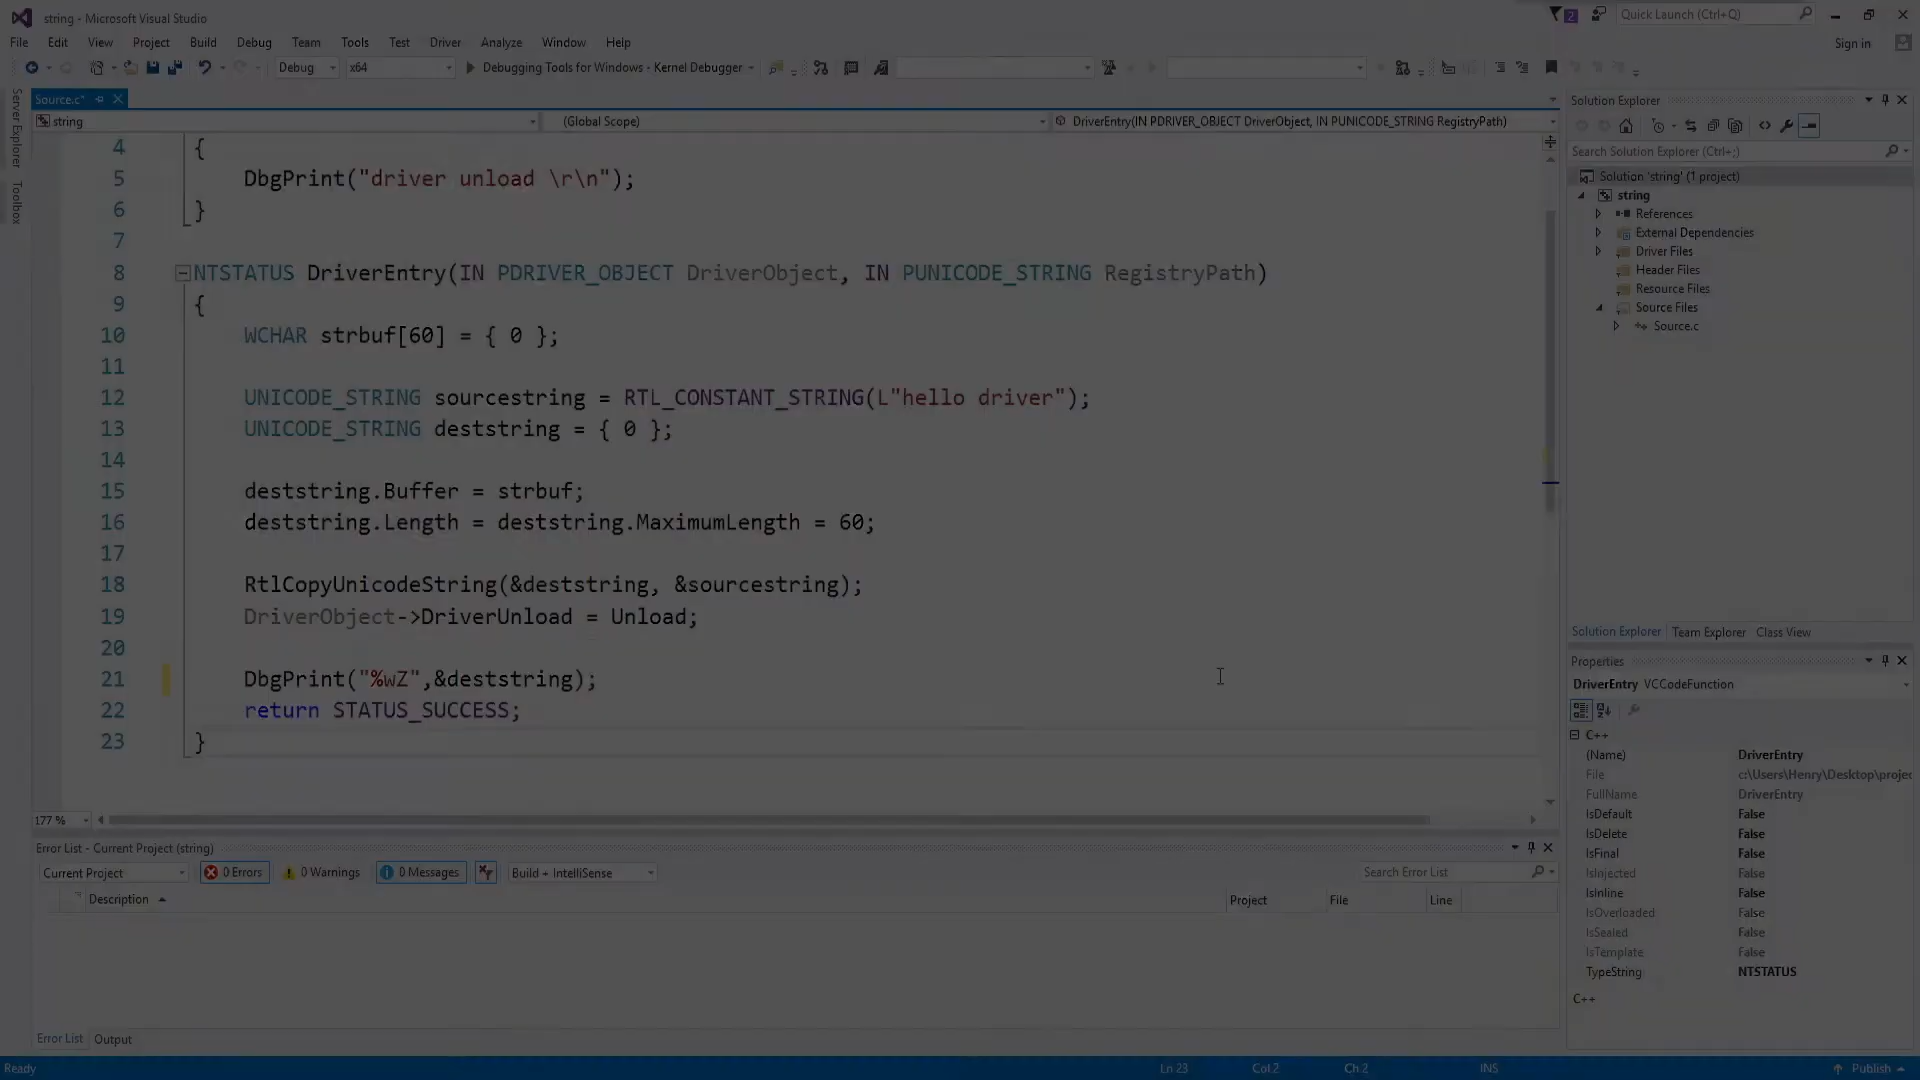 string - Microsoft Visual Studio
2
Quick Launch (Ctrl+Q)
File Edit View Project Build Debug Team Tools Test Driver Analyze Window Help
Sign in
Debug x64 Debugging Tools for Windows - Kernel Debugger
Server Explorer
Toolbox
Source.c*
string (Global Scope) DriverEntry(IN PDRIVER_OBJECT DriverObject, IN PUNICODE_STRING RegistryPath)
4 {
5 DbgPrint("driver unload \r\n");
6 }
7
8 NTSTATUS DriverEntry(IN PDRIVER_OBJECT DriverObject, IN PUNICODE_STRING RegistryPath)
9 {
10 WCHAR strbuf[60] = { 0 };
11
12 UNICODE_STRING sourcestring = RTL_CONSTANT_STRING(L"hello driver");
13 UNICODE_STRING deststring = { 0 };
14
15 deststring.Buffer = strbuf;
16 deststring.Length = deststring.MaximumLength = 60;
17
18 RtlCopyUnicodeString(&deststring, &sourcestring);
19 DriverObject->DriverUnload = Unload;
20
21 DbgPrint("%wZ",&deststring);
22 return STATUS_SUCCESS;
23 }
177 %
Error List - Current Project (string)
Current Project 0 Errors 0 Warnings 0 Messages Build + IntelliSense Search Error List
Description Project File Line
Error List Output
Solution Explorer
Search Solution Explorer (Ctrl+;)
Solution 'string' (1 project)
string
References
External Dependencies
Driver Files
Header Files
Resource Files
Source Files
Source.c
Solution Explorer Team Explorer Class View
Properties
DriverEntry VCCodeFunction
C++
(Name) DriverEntry
File c:\Users\Henry\Desktop\projec
FullName DriverEntry
IsDefault False
IsDelete False
IsFinal False
IsInjected False
IsInline False
IsOverloaded False
IsSealed False
IsTemplate False
TypeString NTSTATUS
C++
Ready Ln 23 Col 2 Ch 2 INS Publish